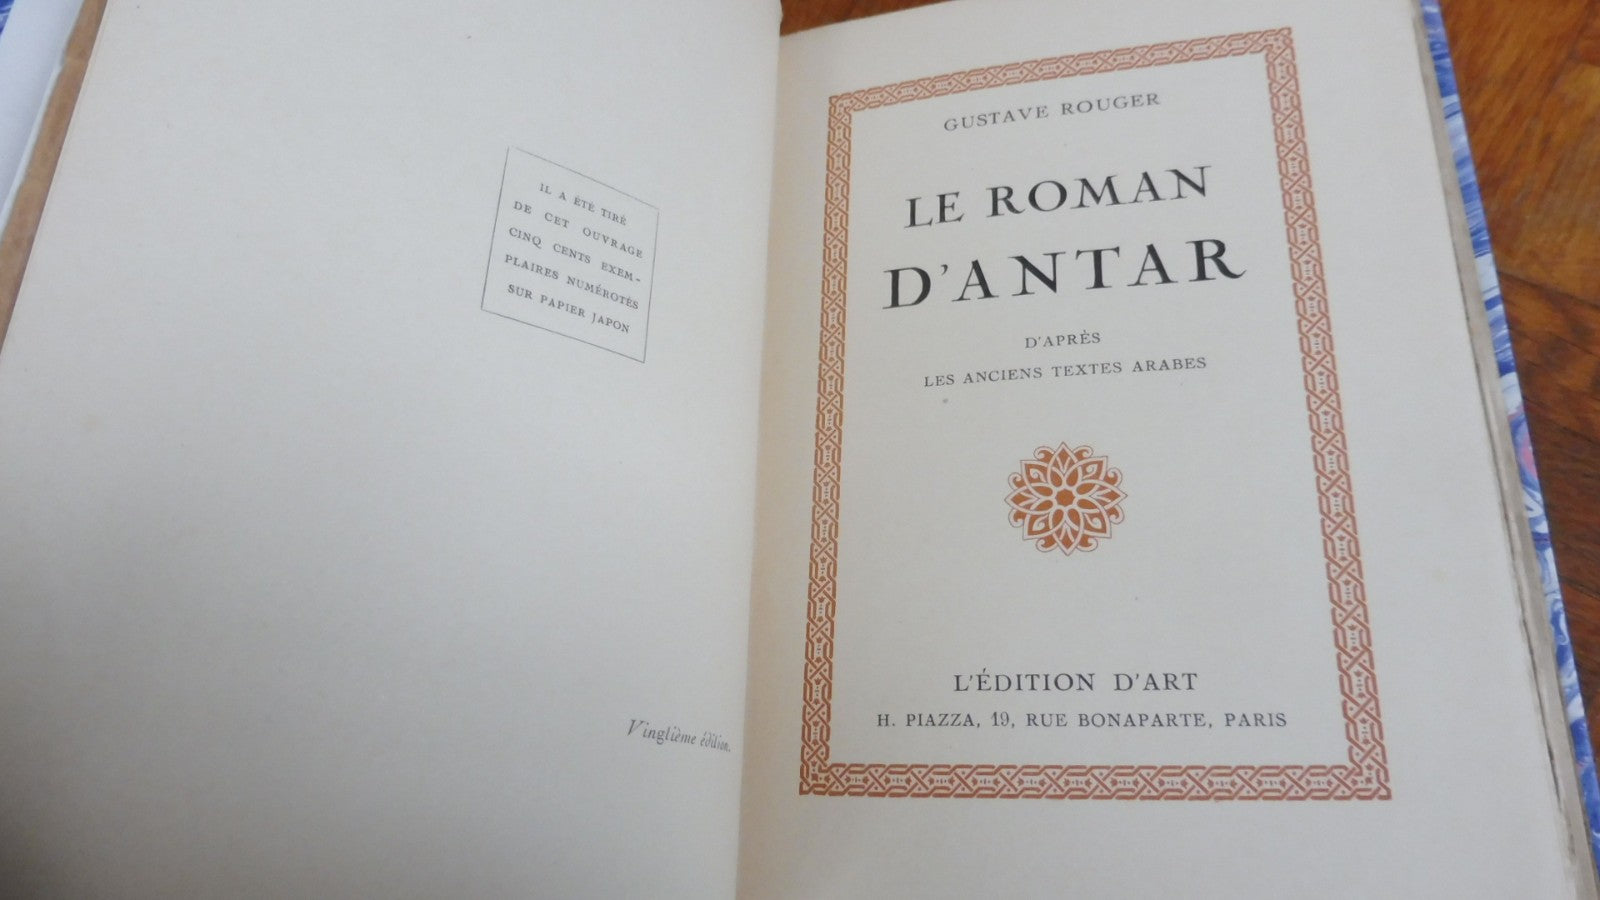 IL A ÉTÉ TIRÉ
DE CET OUVRAGE
CINQ CENTS EXEM-
PLAIRES NUMÉROTÉS
SUR PAPIER JAPON
Vingtième édition.
GUSTAVE ROUGER
LE ROMAN
D'ANTAR
D'APRÈS
LES ANCIENS TEXTES ARABES
L'ÉDITION D'ART
H. PIAZZA, 19, RUE BONAPARTE, PARIS